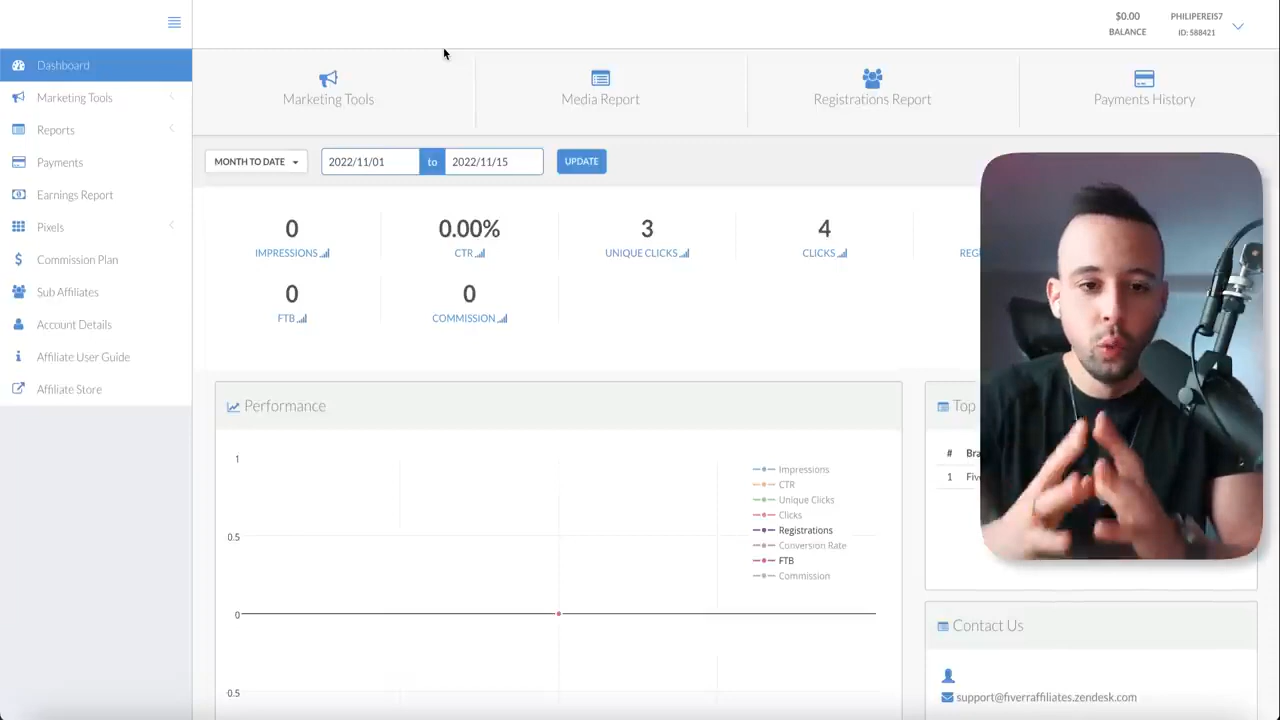 $0.00
BALANCE
PHILIPEREIS7
ID: 588421
Dashboard
Marketing Tools
Reports
Payments
Earnings Report
Pixels
Commission Plan
Sub Affiliates
Account Details
Affiliate User Guide
Affiliate Store
Marketing Tools
Media Report
Registrations Report
Payments History
MONTH TO DATE
2022/11/01 to 2022/11/15
UPDATE
0
IMPRESSIONS
0.00%
CTR
3
UNIQUE CLICKS
4
CLICKS
REG
0
FTB
0
COMMISSION
Performance
1
0.5
0
0.5
Impressions
CTR
Unique Clicks
Clicks
Registrations
Conversion Rate
FTB
Commission
Top
# Bra
1 Five
Contact Us
support@fiverraffiliates.zendesk.com